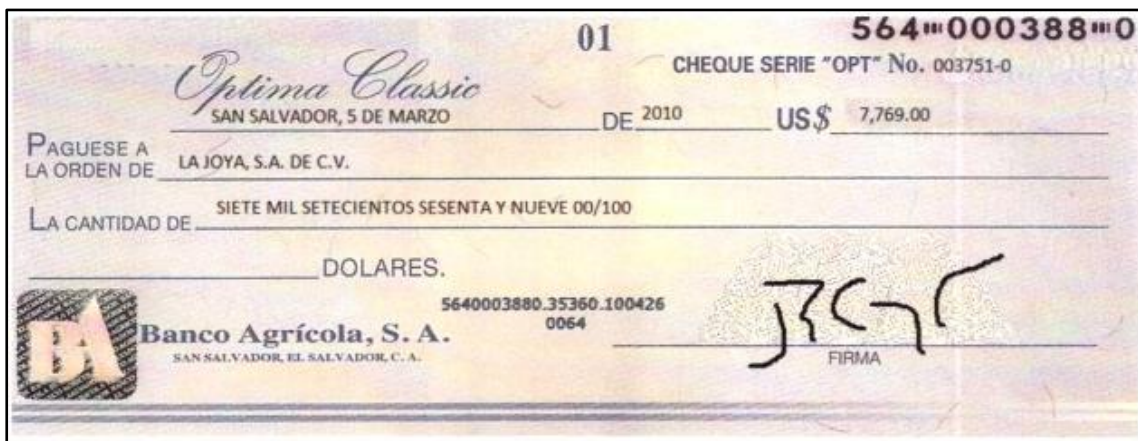 01
564⑈000388⑈0
Optima Classic
CHEQUE SERIE "OPT" No. 003751-0
SAN SALVADOR, 5 DE MARZO DE 2010 US$ 7,769.00
PAGUESE A
LA ORDEN DE LA JOYA, S.A. DE C.V.
LA CANTIDAD DE SIETE MIL SETECIENTOS SESENTA Y NUEVE 00/100
DOLARES.
5640003880.35360.100426
0064
BA
Banco Agrícola, S. A.
SAN SALVADOR, EL SALVADOR, C. A.
FIRMA